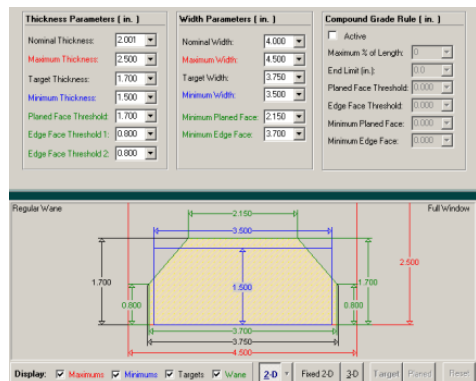 Thickness Parameters ( in. )
Nominal Thickness: 2.001
Maximum Thickness: 2.500
Target Thickness: 1.700
Minimum Thickness: 1.500
Planed Face Threshold: 1.700
Edge Face Threshold 1: 0.800
Edge Face Threshold 2: 0.800
Width Parameters ( in. )
Nominal Width: 4.000
Maximum Width: 4.500
Target Width: 3.750
Minimum Width: 3.500
Minimum Planed Face: 2.150
Minimum Edge Face: 3.700
Compound Grade Rule ( in. )
Active
Maximum % of Length: 0
End Limit (in.): 0.0
Planed Face Threshold: 0.000
Edge Face Threshold: 0.000
Minimum Planed Face: 0.000
Minimum Edge Face: 0.000
Regular Wane
Full Window
2.150
3.500
1.700
0.800
1.500
0.800
1.700
2.500
3.700
3.750
4.500
Display: Maximums Minimums Targets Wane 2-D Fixed 2-D 3-D Target Planed Reset